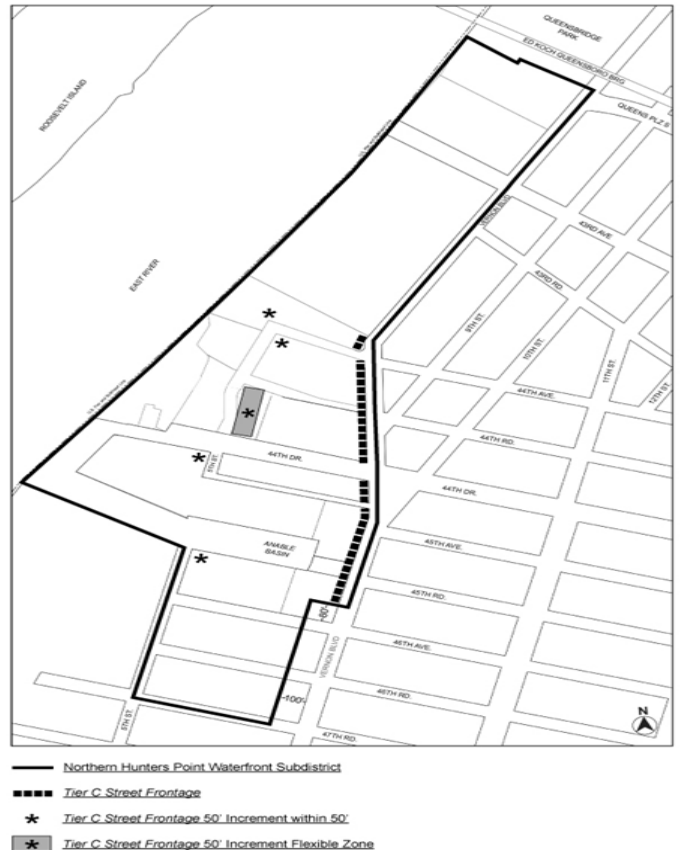 QUEENSBRIDGE
PARK
ED KOCH QUEENSBORO BRG
QUEENS PLZ S
ROOSEVELT ISLAND
VERNON BLVD
43RD AVE
EAST RIVER
43RD RD.
9TH ST.
10TH ST.
11TH ST.
12TH ST.
44TH AVE.
44TH RD.
44TH DR.
5TH ST.
44TH DR.
ANABLE
BASIN
45TH AVE.
45TH RD.
60'
46TH AVE.
VERNON BLVD
46TH RD.
100'
5TH ST.
47TH RD.
N
Northern Hunters Point Waterfront Subdistrict
Tier C Street Frontage
* Tier C Street Frontage 50' Increment within 50'
* Tier C Street Frontage 50' Increment Flexible Zone